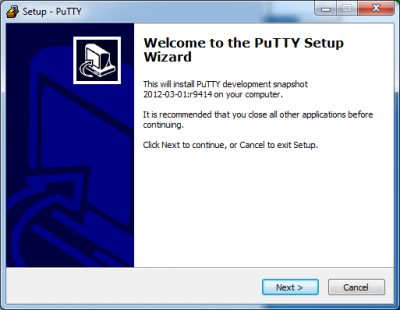 Setup - PuTTY
Welcome to the PuTTY Setup
Wizard
This will install PuTTY development snapshot
2012-03-01:r9414 on your computer.
It is recommended that you close all other applications before
continuing.
Click Next to continue, or Cancel to exit Setup.
Next >
Cancel